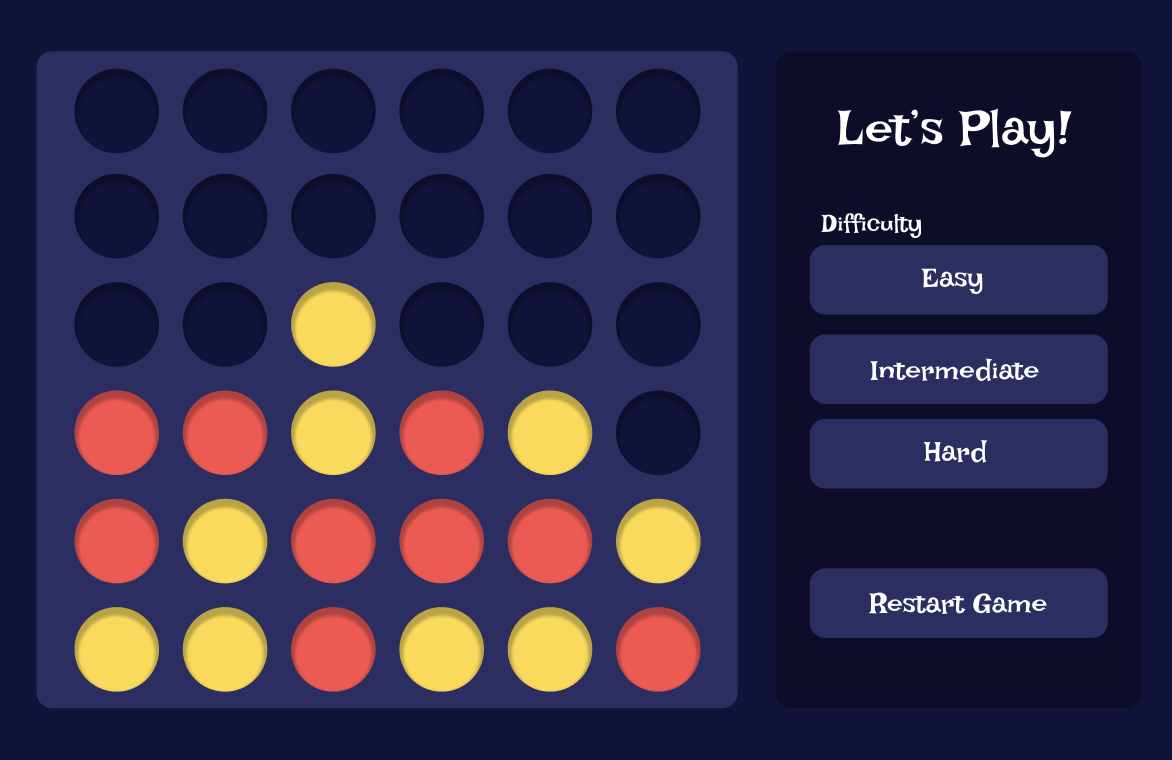 Let's Play!
Difficulty
Easy
Intermediate
Hard
Restart Game